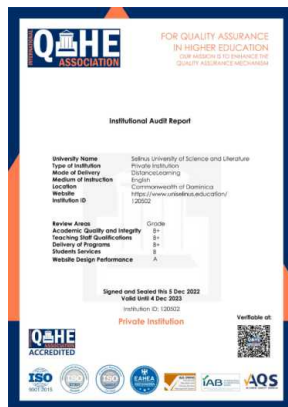 INTERNATIONAL
QAHE
ASSOCIATION
FOR QUALITY ASSURANCE
IN HIGHER EDUCATION
OUR MISSION IS TO ENHANCE THE
QUALITY ASSURANCE MECHANISM
Institutional Audit Report
University Name Selinus University of Science and Literature
Type of Institution Private Institution
Mode of Delivery Distance Learning
Medium of Instruction English
Location Commonwealth of Dominica
Website https://www.uniselinus.education/
Institution ID 120502
Review Areas Grade
Academic Quality and Integrity B+
Teaching Staff Qualifications B+
Delivery of Programs B+
Students Services B
Website Design Performance A
Signed and Sealed this 5 Dec 2022
Valid Until 4 Dec 2023
Institution ID: 120502
Private Institution
Verifiable at:
QAHE
ACCREDITED
ISO
9001:2015
ISO
EAHEA
IAB
AQS